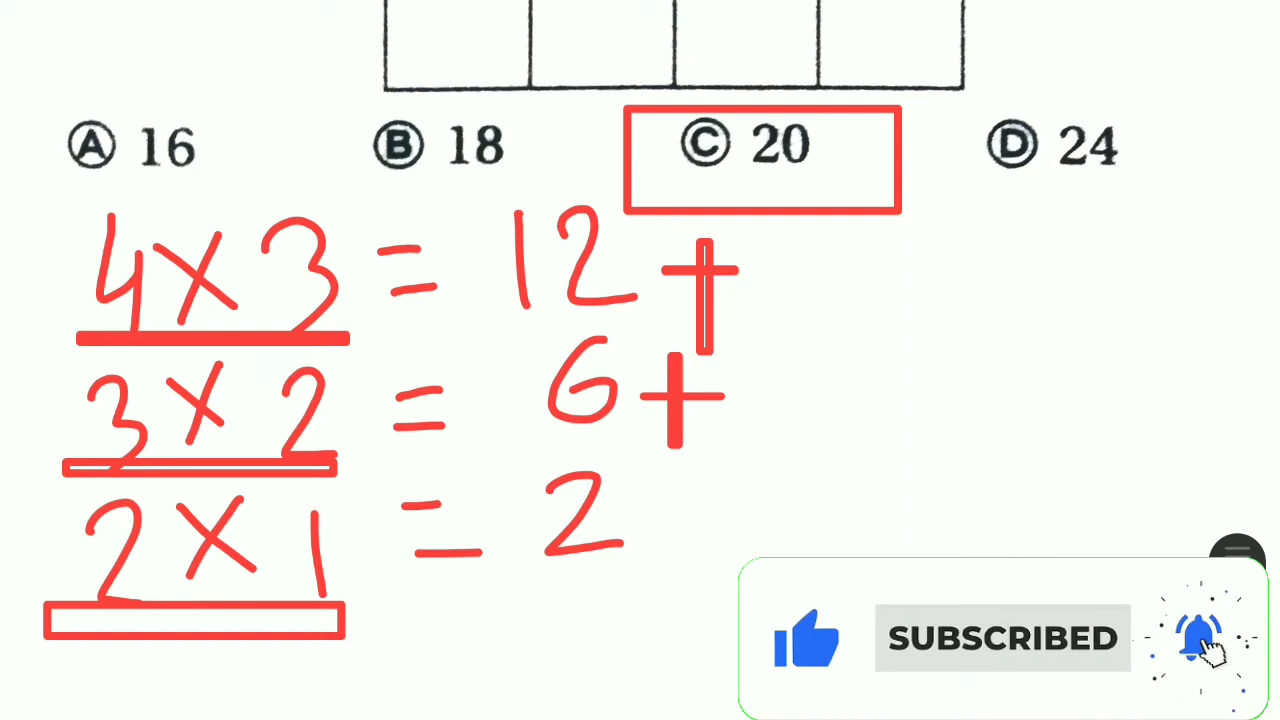 Ⓐ 16 Ⓑ 18 Ⓒ 20 Ⓓ 24
4 × 3 = 12 +
3 × 2 = 6 +
2 × 1 = 2
SUBSCRIBED